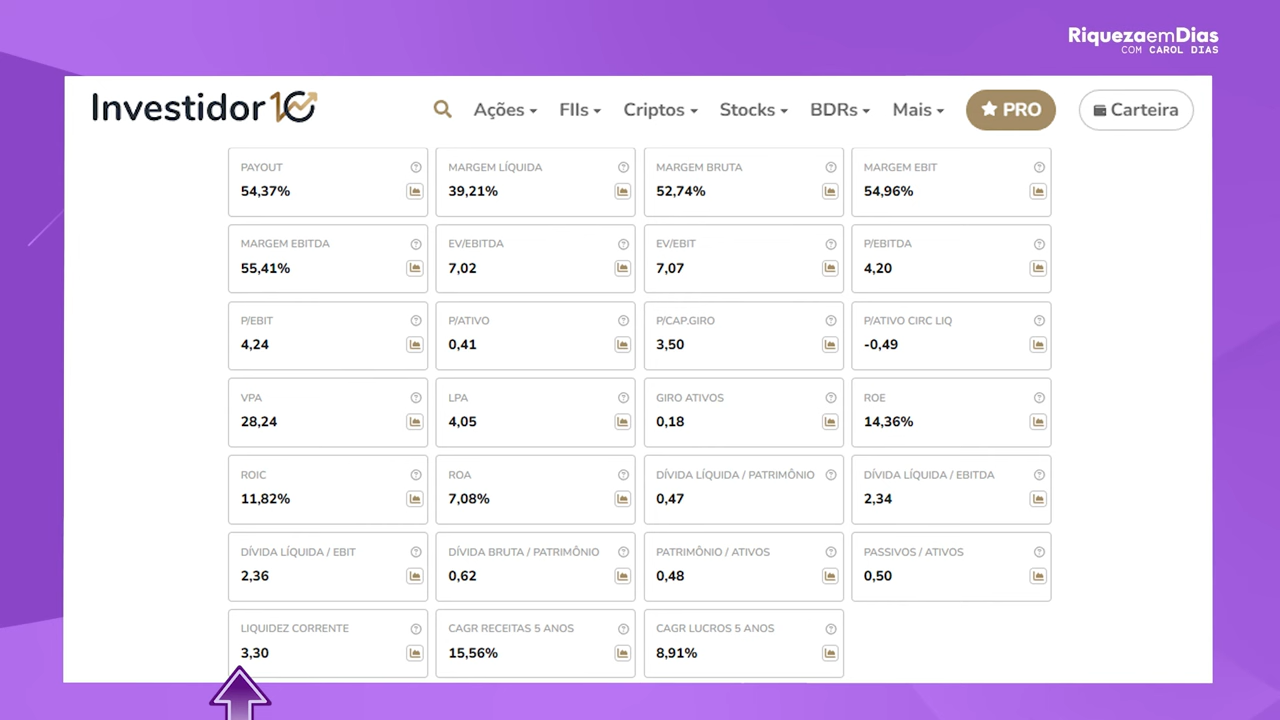 RiquezaemDias
COM CAROL DIAS
Investidor10
Ações FIIs Criptos Stocks BDRs Mais PRO Carteira
PAYOUT MARGEM LÍQUIDA MARGEM BRUTA MARGEM EBIT
54,37% 39,21% 52,74% 54,96%
MARGEM EBITDA EV/EBITDA EV/EBIT P/EBITDA
55,41% 7,02 7,07 4,20
P/EBIT P/ATIVO P/CAP.GIRO P/ATIVO CIRC LIQ
4,24 0,41 3,50 -0,49
VPA LPA GIRO ATIVOS ROE
28,24 4,05 0,18 14,36%
ROIC ROA DÍVIDA LÍQUIDA / PATRIMÔNIO DÍVIDA LÍQUIDA / EBITDA
11,82% 7,08% 0,47 2,34
DÍVIDA LÍQUIDA / EBIT DÍVIDA BRUTA / PATRIMÔNIO PATRIMÔNIO / ATIVOS PASSIVOS / ATIVOS
2,36 0,62 0,48 0,50
LIQUIDEZ CORRENTE CAGR RECEITAS 5 ANOS CAGR LUCROS 5 ANOS
3,30 15,56% 8,91%